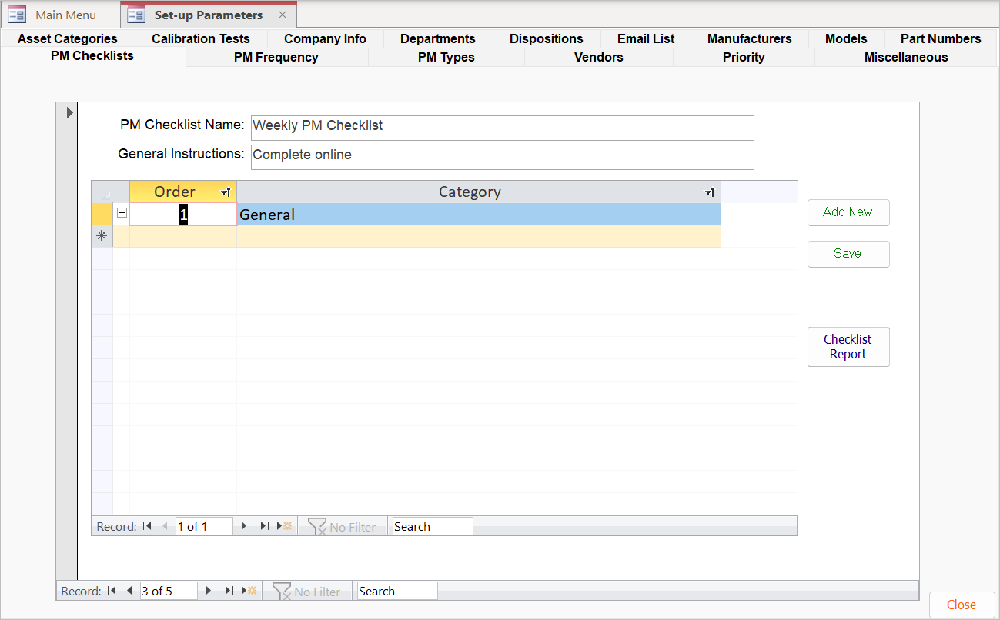 Main Menu Set-up Parameters
Asset Categories Calibration Tests Company Info Departments Dispositions Email List Manufacturers Models Part Numbers
PM Checklists PM Frequency PM Types Vendors Priority Miscellaneous
PM Checklist Name: Weekly PM Checklist
General Instructions: Complete online
Order Category
1 General
Add New
Save
Checklist
Report
Record: 1 of 1 No Filter Search
Record: 3 of 5 No Filter Search
Close